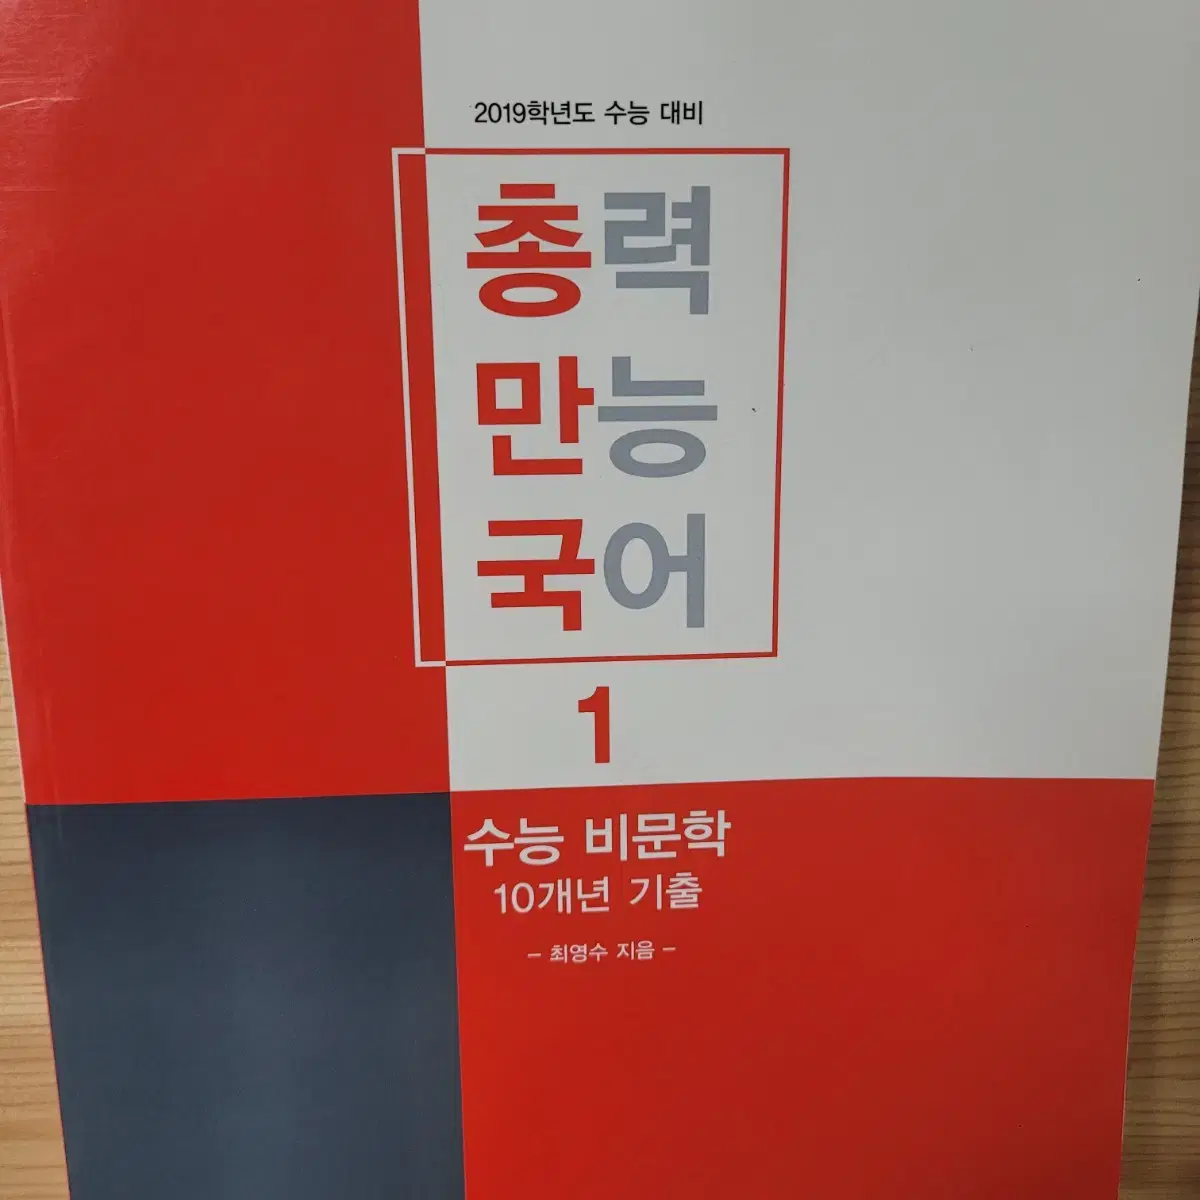 2019학년도 수능 대비
총력
만능
국어
1
수능 비문학
10개년 기출
- 최영수 지음 -